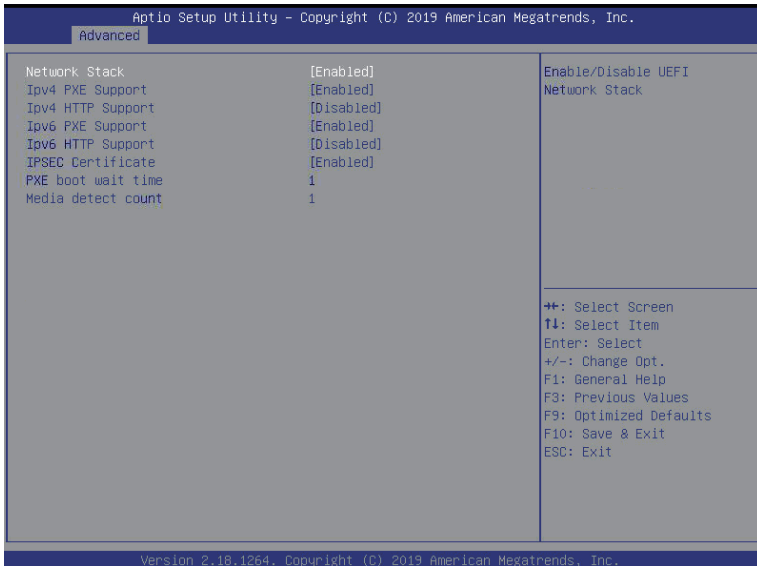 Aptio Setup Utility – Copyright (C) 2019 American Megatrends, Inc.
Advanced
Network Stack [Enabled]
Ipv4 PXE Support [Enabled]
Ipv4 HTTP Support [Disabled]
Ipv6 PXE Support [Enabled]
Ipv6 HTTP Support [Disabled]
IPSEC Certificate [Enabled]
PXE boot wait time 1
Media detect count 1
Enable/Disable UEFI
Network Stack
→←: Select Screen
↑↓: Select Item
Enter: Select
+/-: Change Opt.
F1: General Help
F3: Previous Values
F9: Optimized Defaults
F10: Save & Exit
ESC: Exit
Version 2.18.1264. Copyright (C) 2019 American Megatrends, Inc.